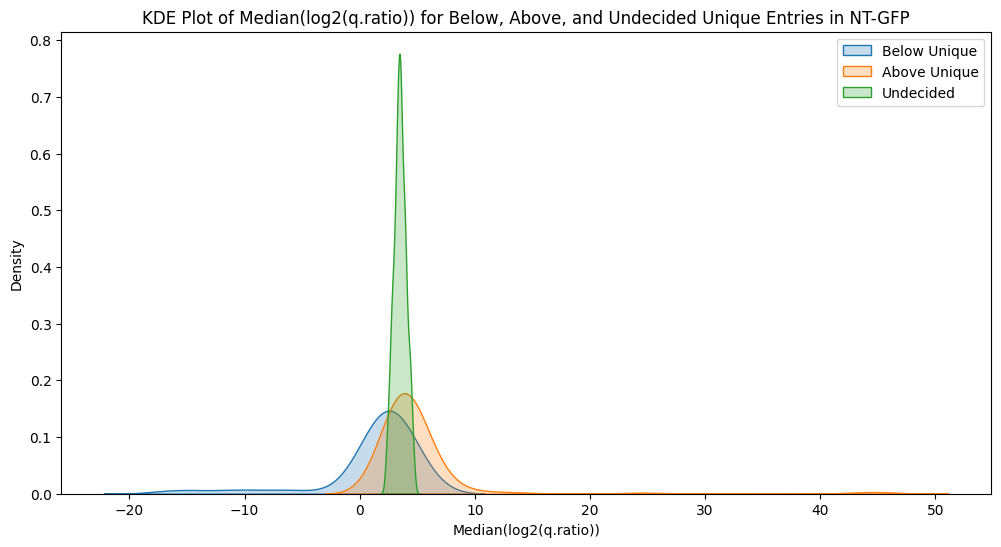 KDE Plot of Median(log2(q.ratio)) for Below, Above, and Undecided Unique Entries in NT-GFP
Below Unique
Above Unique
Undecided
0.8
0.7
0.6
0.5
0.4
0.3
0.2
0.1
0.0
Density
−20
−10
0
10
20
30
40
50
Median(log2(q.ratio))